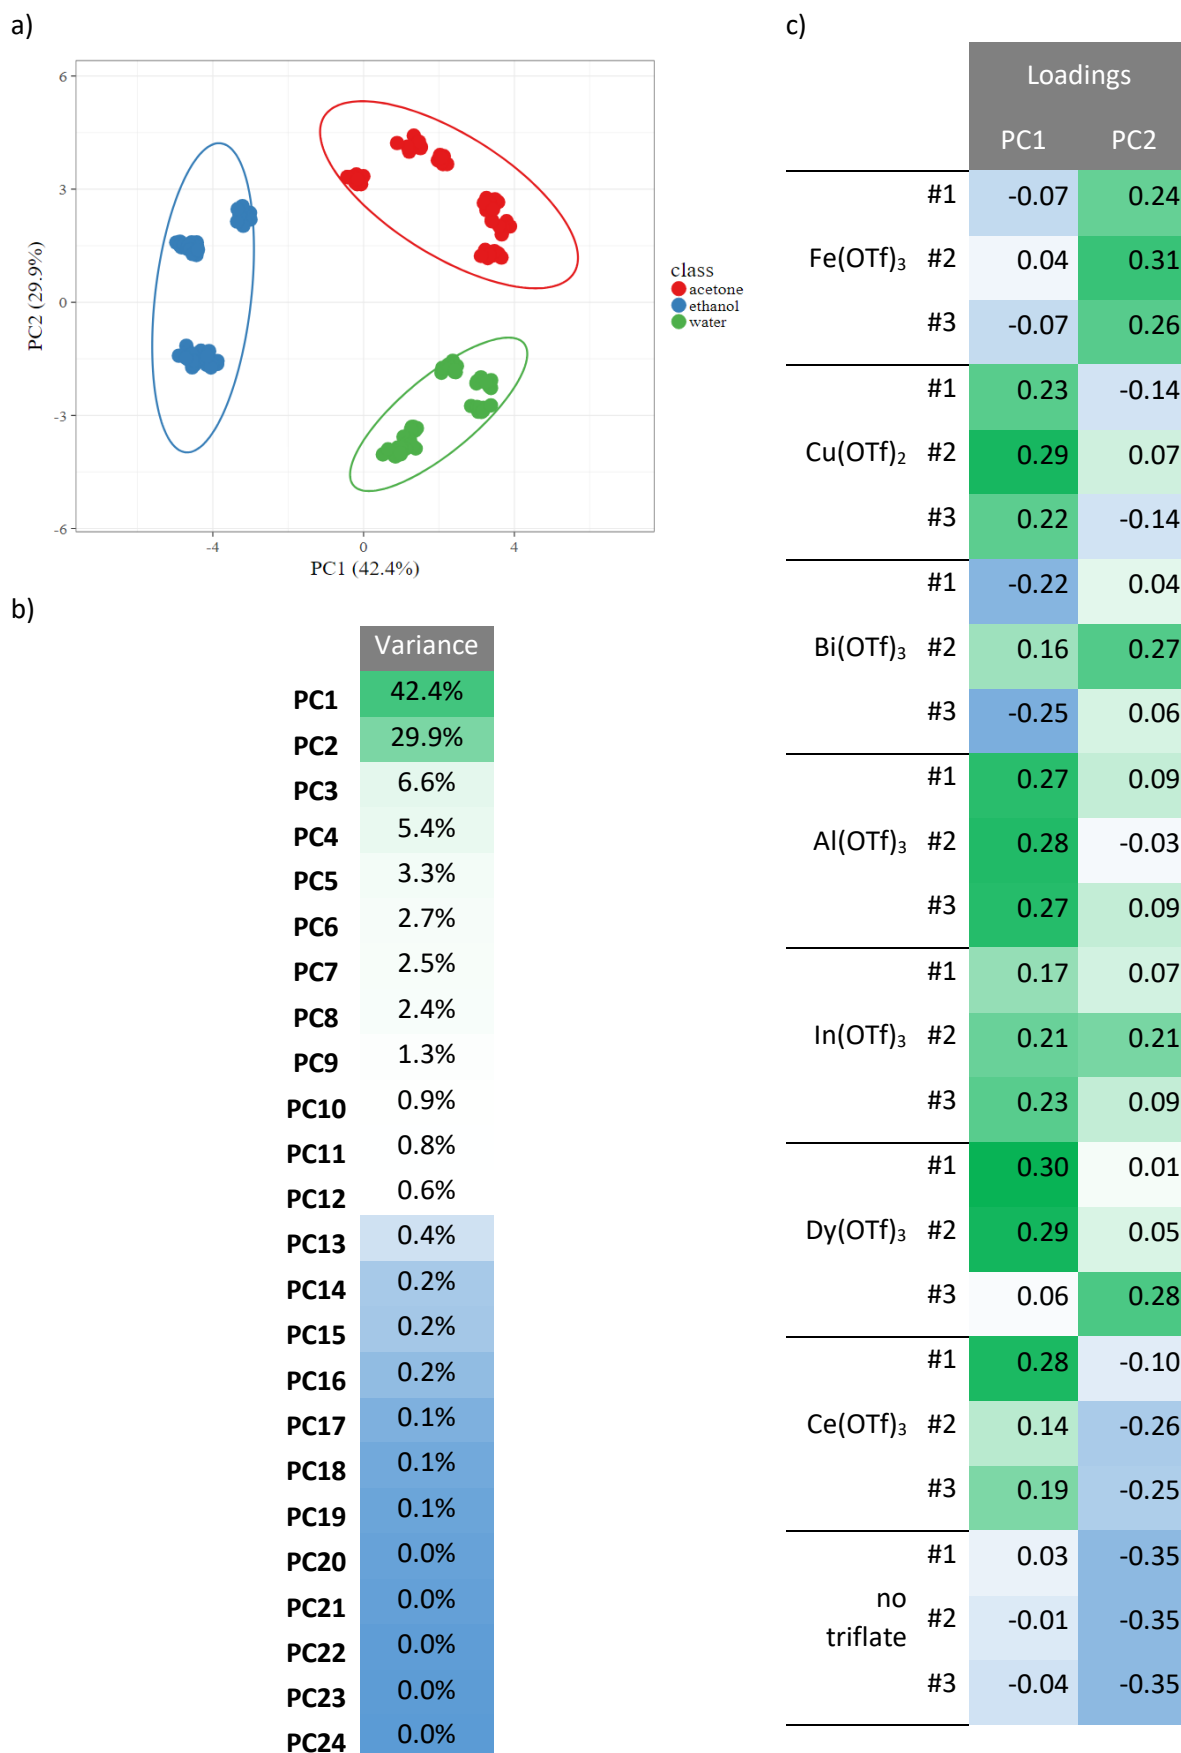 a)
6
3
0
-3
-6
PC2 (29.9%)
-4
0
4
PC1 (42.4%)
class
acetone
ethanol
water
b)
Variance
PC1 42.4%
PC2 29.9%
PC3 6.6%
PC4 5.4%
PC5 3.3%
PC6 2.7%
PC7 2.5%
PC8 2.4%
PC9 1.3%
PC10 0.9%
PC11 0.8%
PC12 0.6%
PC13 0.4%
PC14 0.2%
PC15 0.2%
PC16 0.2%
PC17 0.1%
PC18 0.1%
PC19 0.1%
PC20 0.0%
PC21 0.0%
PC22 0.0%
PC23 0.0%
PC24 0.0%
c)
Loadings
PC1 PC2
#1 -0.07 0.24
Fe(OTf)₃ #2 0.04 0.31
#3 -0.07 0.26
#1 0.23 -0.14
Cu(OTf)₂ #2 0.29 0.07
#3 0.22 -0.14
#1 -0.22 0.04
Bi(OTf)₃ #2 0.16 0.27
#3 -0.25 0.06
#1 0.27 0.09
Al(OTf)₃ #2 0.28 -0.03
#3 0.27 0.09
#1 0.17 0.07
In(OTf)₃ #2 0.21 0.21
#3 0.23 0.09
#1 0.30 0.01
Dy(OTf)₃ #2 0.29 0.05
#3 0.06 0.28
#1 0.28 -0.10
Ce(OTf)₃ #2 0.14 -0.26
#3 0.19 -0.25
#1 0.03 -0.35
no
triflate #2 -0.01 -0.35
#3 -0.04 -0.35